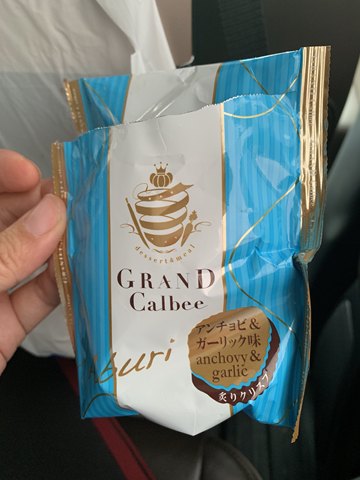 dessert & meal
GRAND
Calbee
buri
アンチョビ&
ガーリック味
anchovy &
garlic
炙りクリスプ